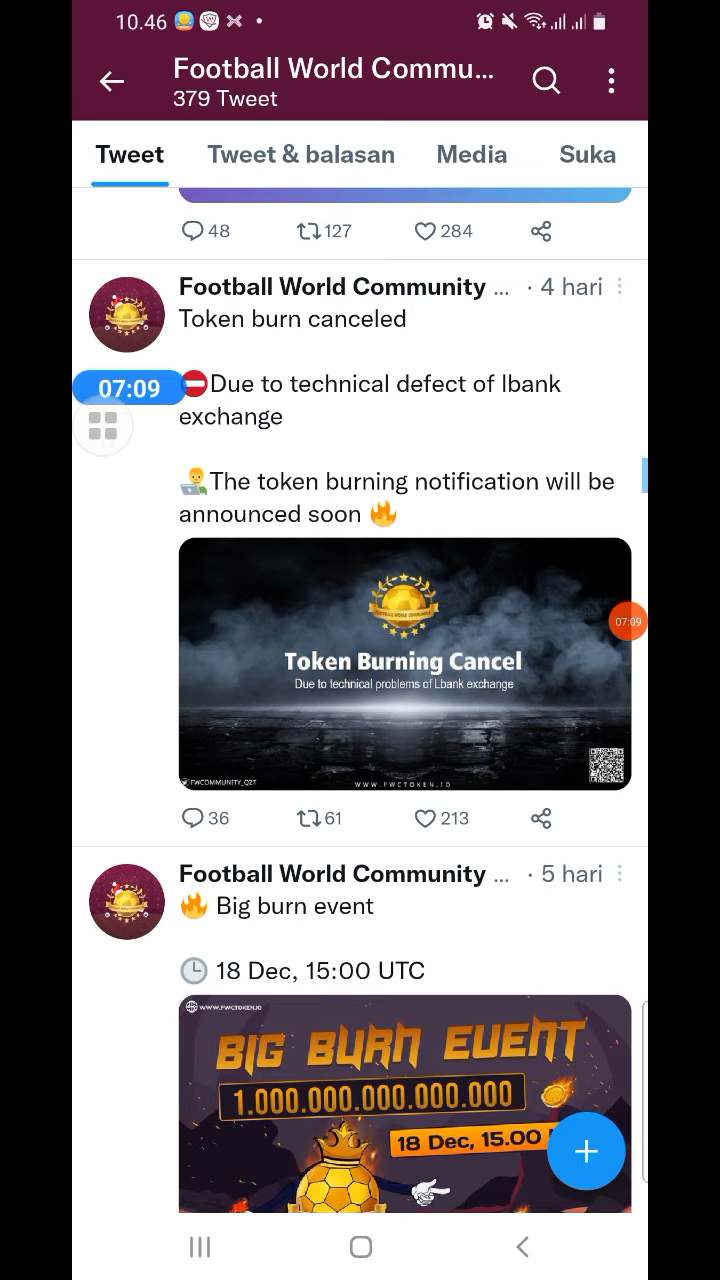 10.46
Football World Commu...
379 Tweet
Tweet
Tweet & balasan
Media
Suka
48
127
284
Football World Community ... · 4 hari
Token burn canceled
07:09
⛔Due to technical defect of lbank
exchange
👨‍💻The token burning notification will be
announced soon 🔥
FOOTBALL WORLD COMMUNITY
07:09
Token Burning Cancel
Due to technical problems of Lbank exchange
FWCOMMUNITY_Q2T
WWW.FWCTOKEN.IO
36
61
213
Football World Community ... · 5 hari
🔥 Big burn event
🕒 18 Dec, 15:00 UTC
WWW.FWCTOKEN.IO
BIG BURN EVENT
1.000.000.000.000.000
18 Dec, 15.00